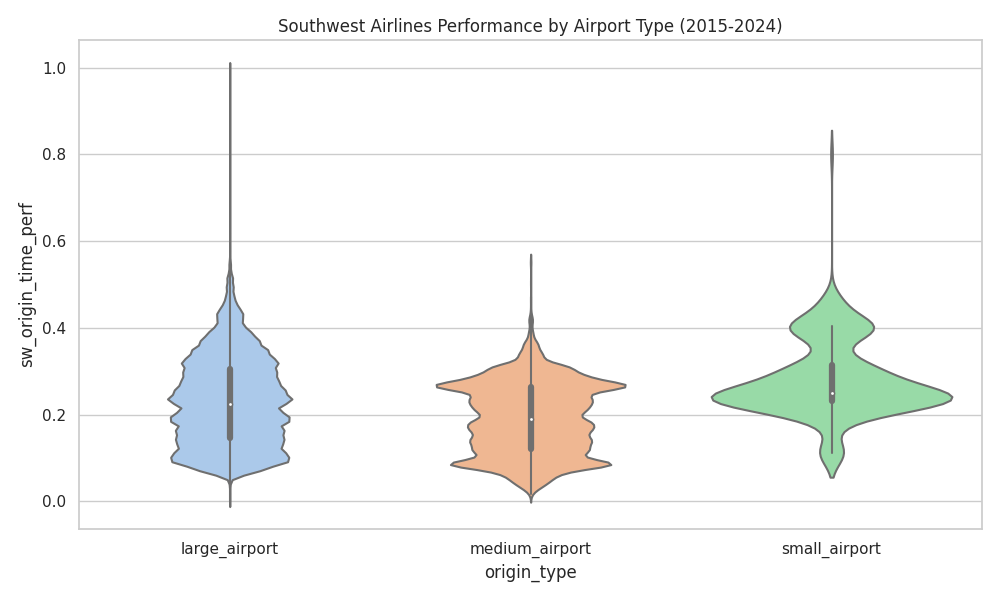 Southwest Airlines Performance by Airport Type (2015-2024)
sw_origin_time_perf
1.0
0.8
0.6
0.4
0.2
0.0
large_airport medium_airport small_airport
origin_type